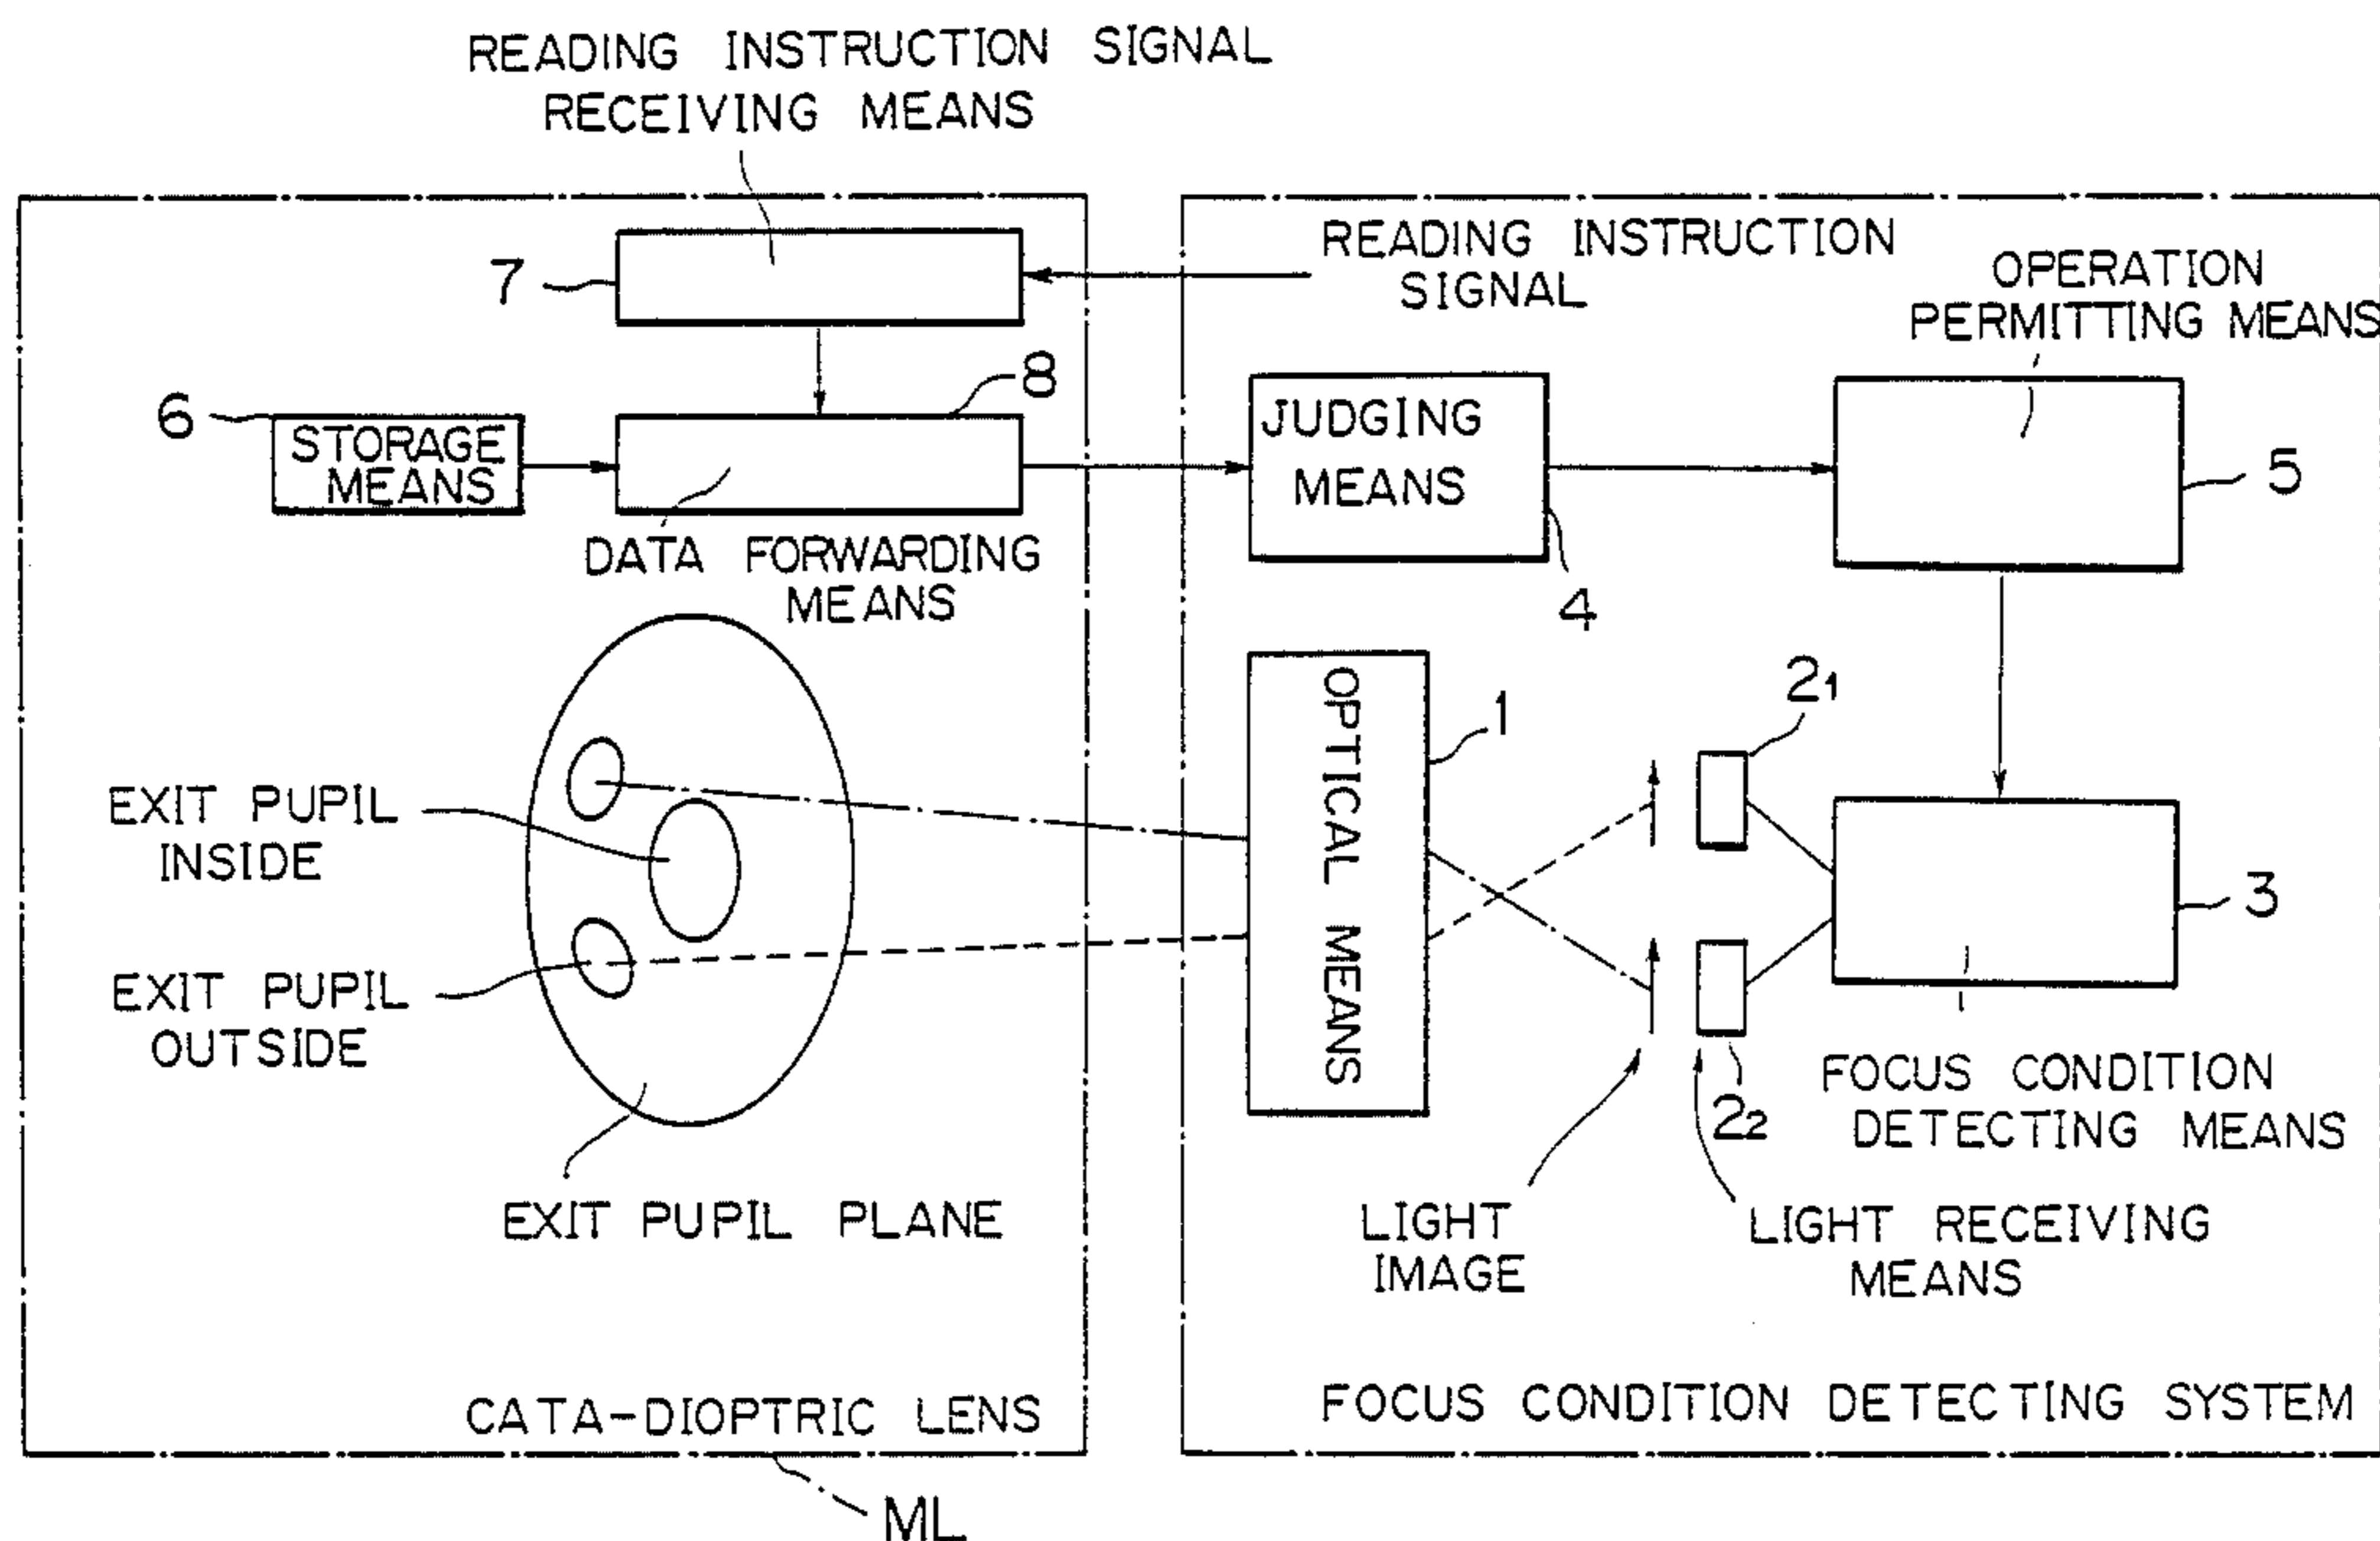 READING INSTRUCTION SIGNAL
RECEIVING MEANS
7
READING INSTRUCTION
SIGNAL
OPERATION
PERMITTING MEANS
6
STORAGE
MEANS
8
JUDGING
MEANS
5
DATA FORWARDING
MEANS
4
OPTICAL MEANS
1
21
EXIT PUPIL
INSIDE
3
EXIT PUPIL
OUTSIDE
22
FOCUS CONDITION
DETECTING MEANS
EXIT PUPIL PLANE
LIGHT
IMAGE
LIGHT RECEIVING
MEANS
CATA-DIOPTRIC LENS
FOCUS CONDITION DETECTING SYSTEM
ML